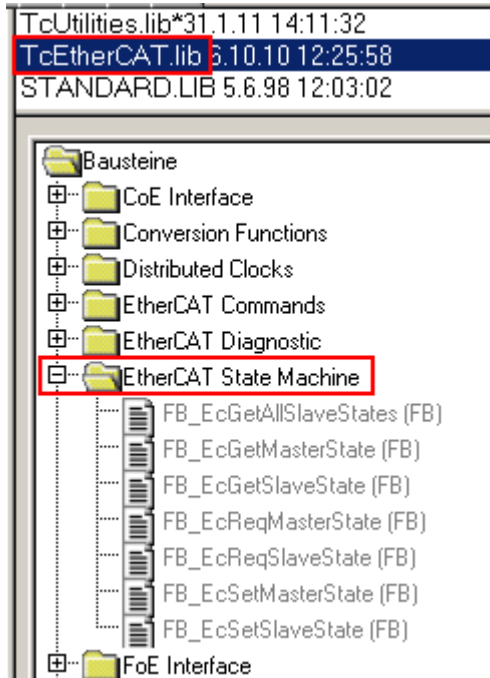 TcUtilities.lib*31.1.11 14:11:32
TcEtherCAT.lib 6.10.10 12:25:58
STANDARD.LIB 5.6.98 12:03:02
Bausteine
CoE Interface
Conversion Functions
Distributed Clocks
EtherCAT Commands
EtherCAT Diagnostic
EtherCAT State Machine
FB_EcGetAllSlaveStates (FB)
FB_EcGetMasterState (FB)
FB_EcGetSlaveState (FB)
FB_EcReqMasterState (FB)
FB_EcReqSlaveState (FB)
FB_EcSetMasterState (FB)
FB_EcSetSlaveState (FB)
FoE Interface